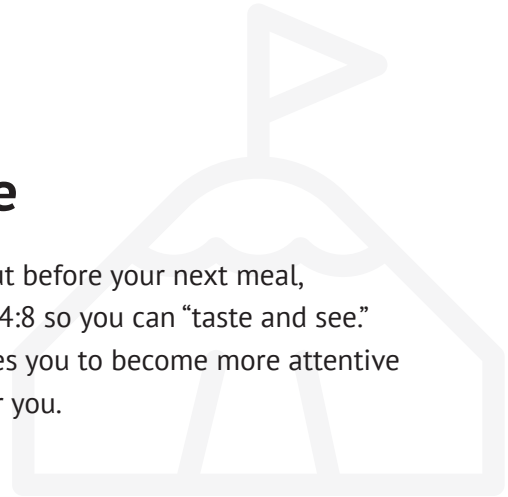 e
ut before your next meal,
4:8 so you can “taste and see.”
es you to become more attentive
r you.